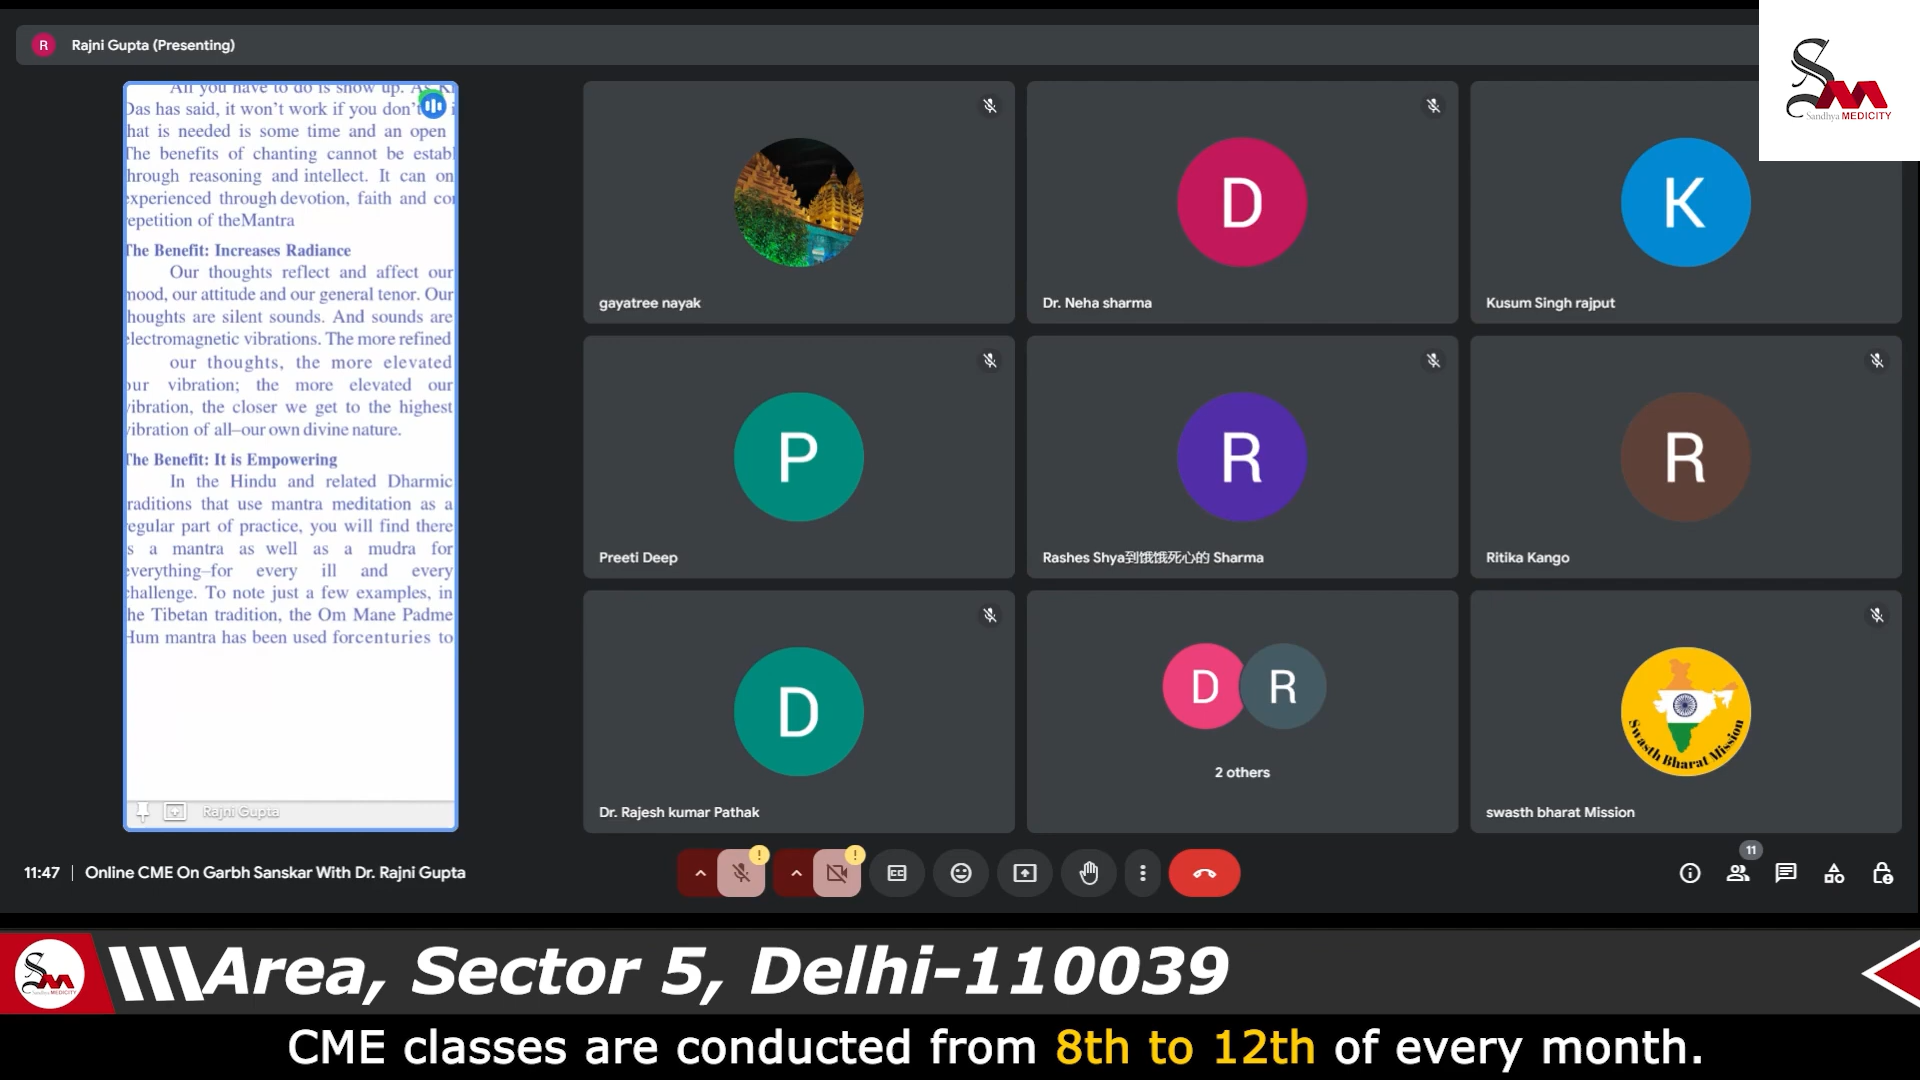 R Rajni Gupta (Presenting)
Sandhya MEDICITY
All you have to do is show up. As
Das has said, it won't work if you don't
hat is needed is some time and an open
The benefits of chanting cannot be estab
hrough reasoning and intellect. It can on
experienced through devotion, faith and co
epetition of theMantra
The Benefit: Increases Radiance
Our thoughts reflect and affect our
mood, our attitude and our general tenor. Our
houghts are silent sounds. And sounds are
electromagnetic vibrations. The more refined
our thoughts, the more elevated
our vibration; the more elevated our
vibration, the closer we get to the highest
vibration of all–our own divine nature.
The Benefit: It is Empowering
In the Hindu and related Dharmic
raditions that use mantra meditation as a
egular part of practice, you will find there
s a mantra as well as a mudra for
everything–for every ill and every
challenge. To note just a few examples, in
he Tibetan tradition, the Om Mane Padme
Hum mantra has been used forcenturies to
Rajni Gupta
gayatree nayak
D
Dr. Neha sharma
K
Kusum Singh rajput
P
Preeti Deep
R
Rashes Shya到饿饿死心的 Sharma
R
Ritika Kango
D
Dr. Rajesh kumar Pathak
D R
2 others
Swasth Bharat Mission
swasth bharat Mission
11:47 | Online CME On Garbh Sanskar With Dr. Rajni Gupta
11
Area, Sector 5, Delhi-110039
CME classes are conducted from 8th to 12th of every month.